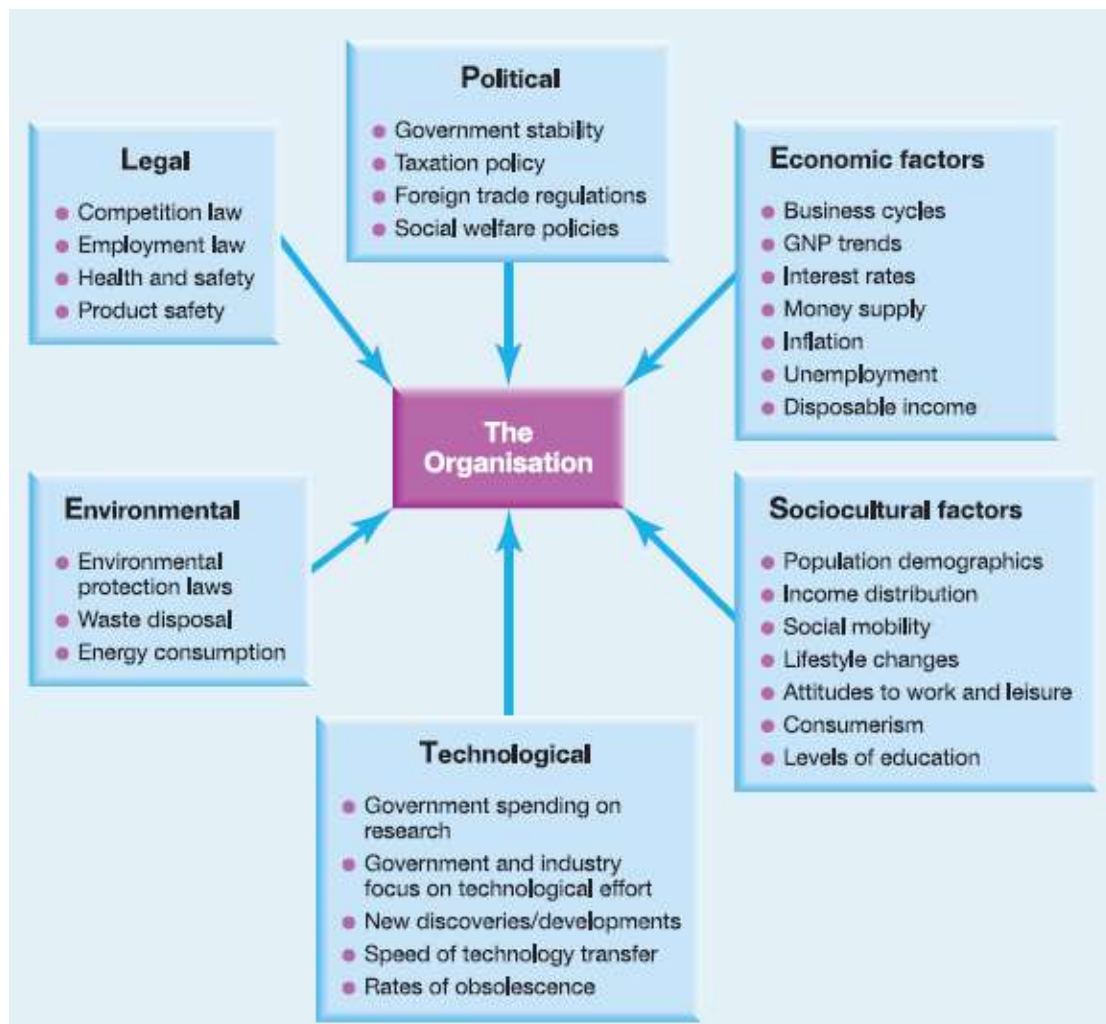 Political
Government stability
Taxation policy
Foreign trade regulations
Social welfare policies
Legal
Competition law
Employment law
Health and safety
Product safety
Economic factors
Business cycles
GNP trends
Interest rates
Money supply
Inflation
Unemployment
Disposable income
The
Organisation
Environmental
Environmental
protection laws
Waste disposal
Energy consumption
Sociocultural factors
Population demographics
Income distribution
Social mobility
Lifestyle changes
Attitudes to work and leisure
Consumerism
Levels of education
Technological
Government spending on
research
Government and industry
focus on technological effort
New discoveries/developments
Speed of technology transfer
Rates of obsolescence